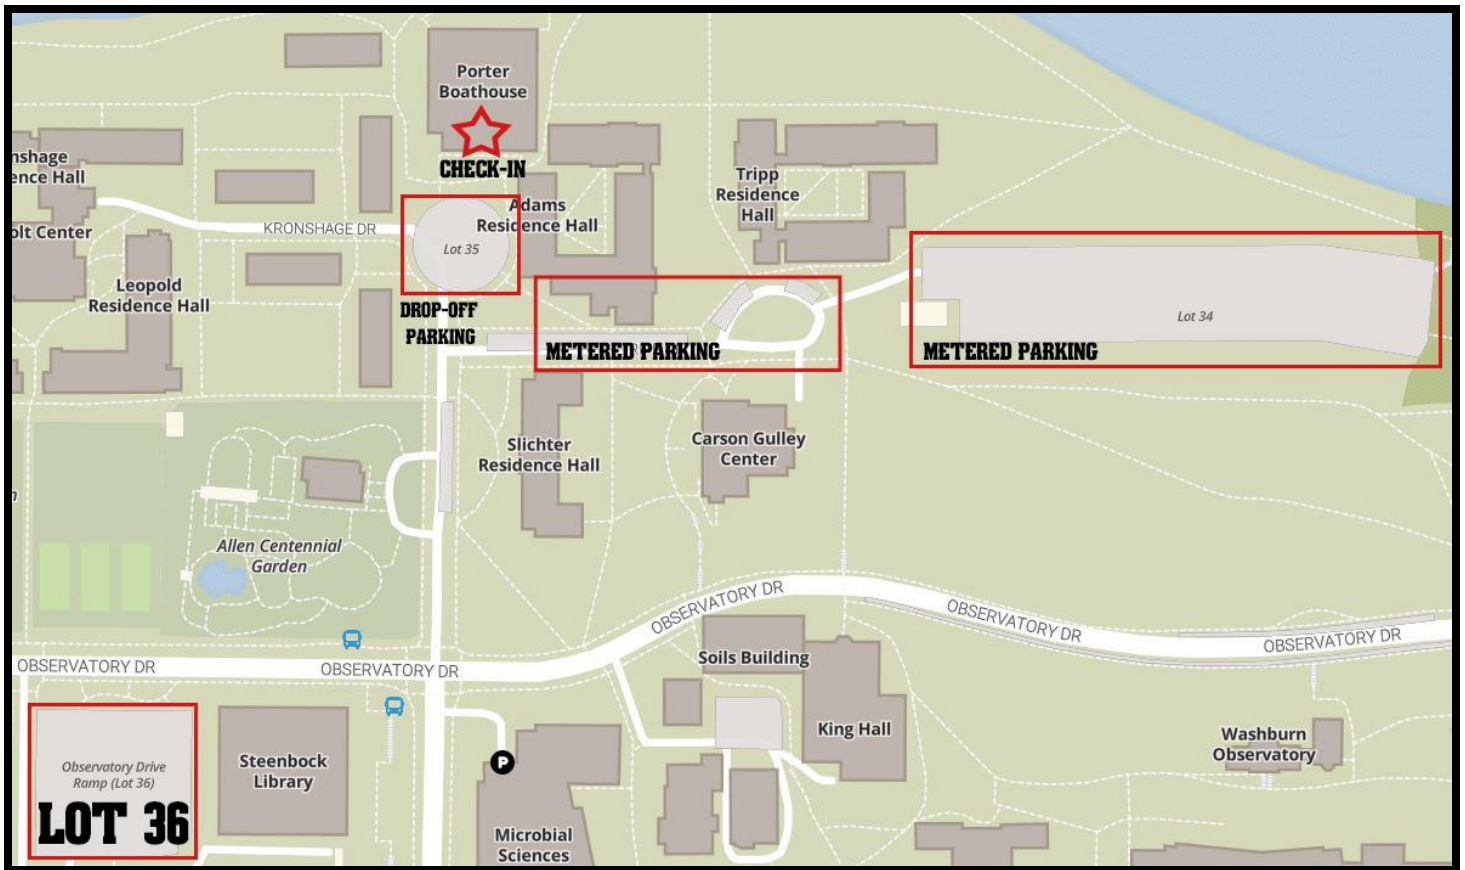 Porter
Boathouse
CHECK-IN
nshage
ence Hall
Tripp
Residence
Hall
Adams
Residence Hall
olt Center
KRONSHAGE DR
Lot 35
Leopold
Residence Hall
DROP-OFF
PARKING
Lot 34
METERED PARKING
METERED PARKING
Slichter
Residence Hall
Carson Gulley
Center
n
Allen Centennial
Garden
OBSERVATORY DR
OBSERVATORY DR
OBSERVATORY DR
OBSERVATORY DR
OBSERVATORY DR
Soils Building
King Hall
Washburn
Observatory
Observatory Drive
Ramp (Lot 36)
LOT 36
Steenbock
Library
P
Microbial
Sciences